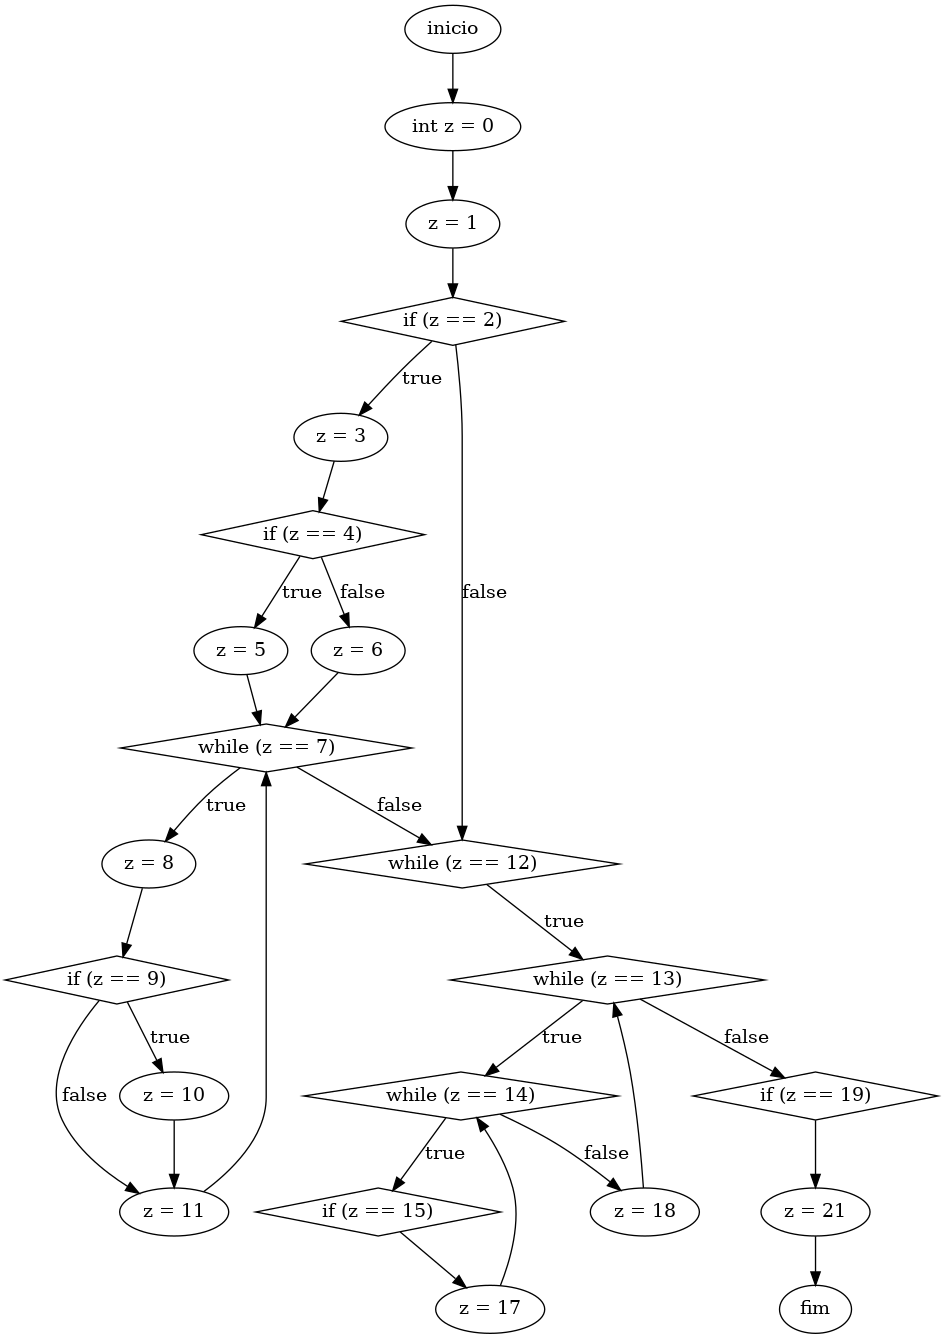 inicio
int z = 0
z = 1
if (z == 2)
true
z = 3
if (z == 4)
true
false
false
z = 5
z = 6
while (z == 7)
true
false
z = 8
while (z == 12)
true
if (z == 9)
while (z == 13)
true
true
false
false
z = 10
while (z == 14)
if (z == 19)
true
false
z = 11
if (z == 15)
z = 18
z = 21
z = 17
fim